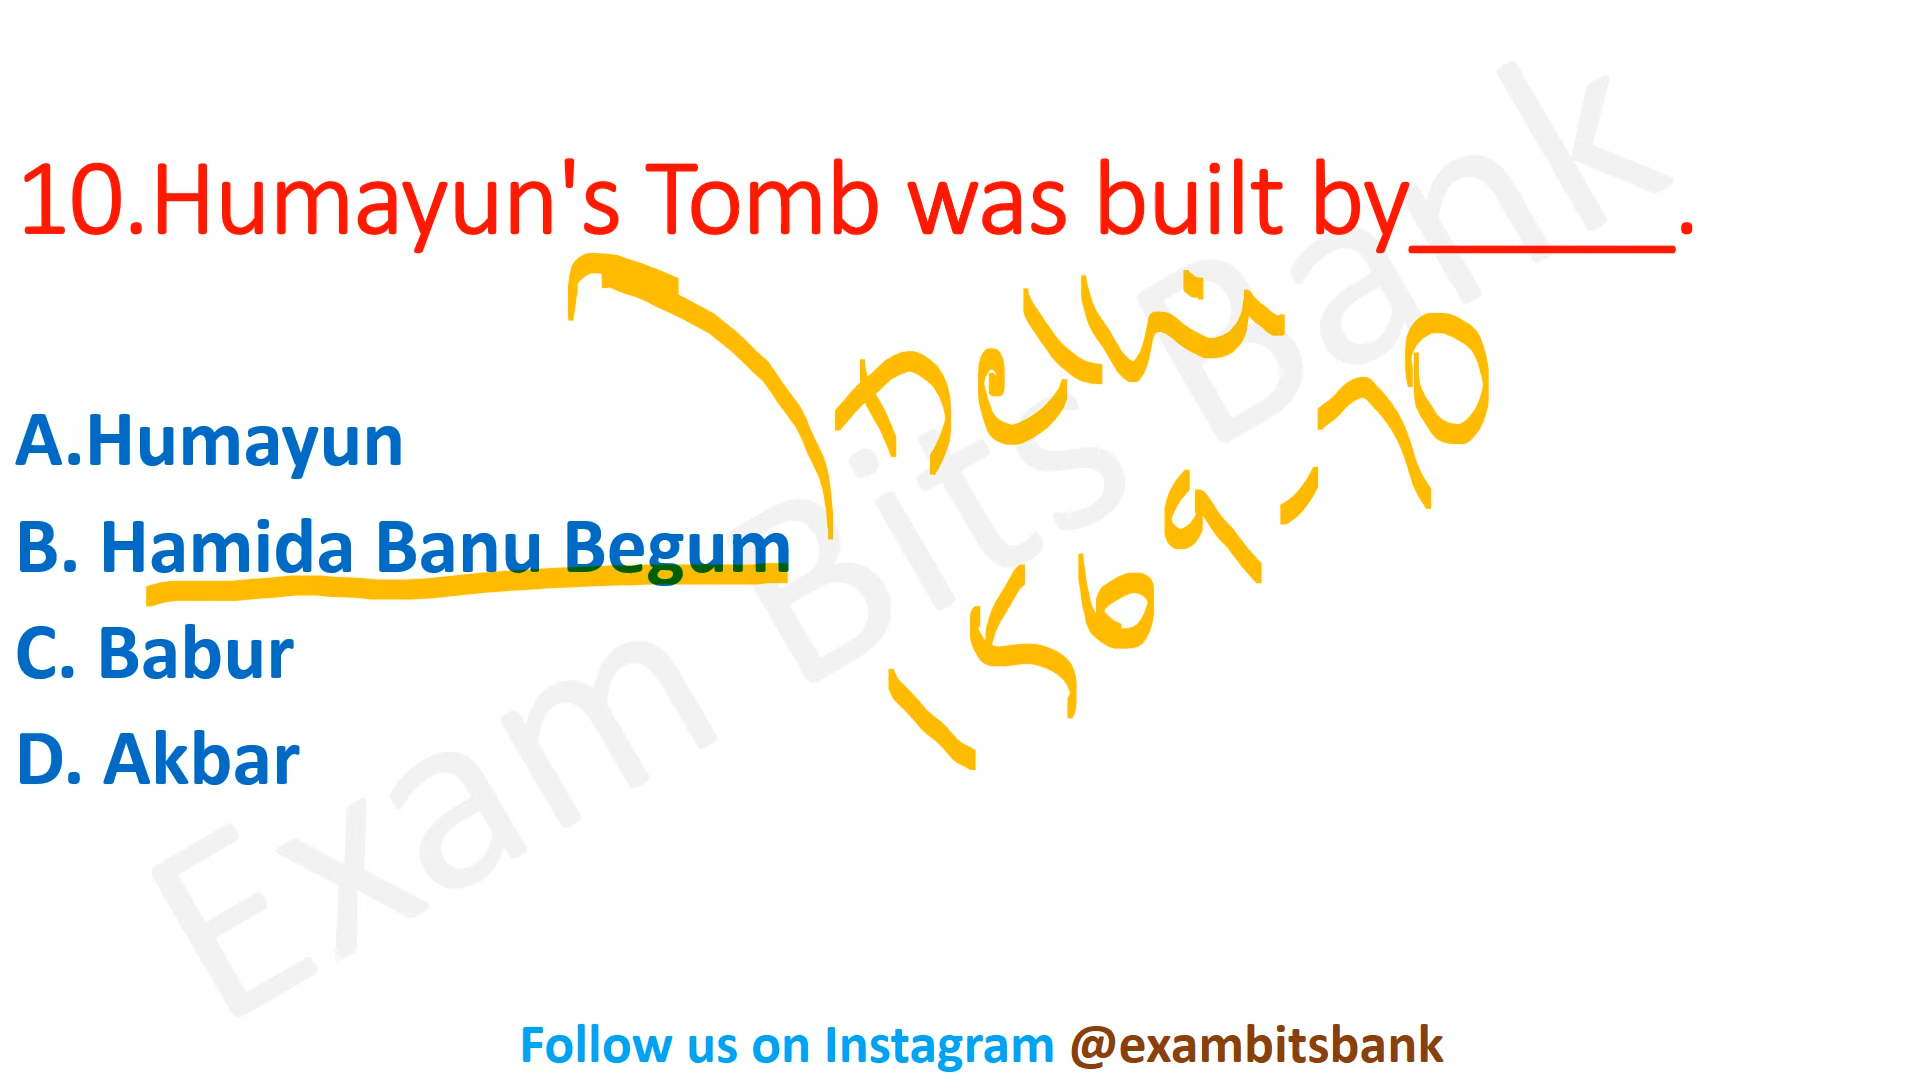 10.Humayun's Tomb was built by______.
Delhi
1569-70
A.Humayun
B. Hamida Banu Begum
C. Babur
D. Akbar
Exam Bits Bank
Follow us on Instagram @exambitsbank